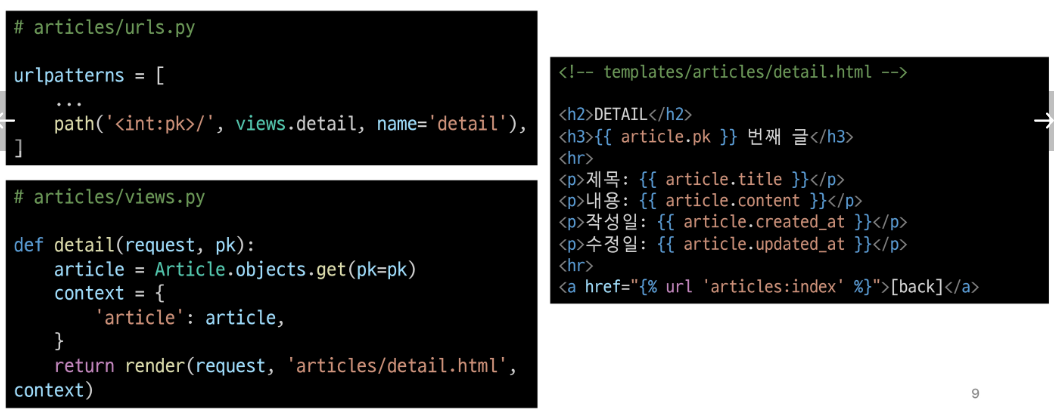 # articles/urls.py
urlpatterns = [
    ...
    path('<int:pk>/', views.detail, name='detail'),
]
# articles/views.py
def detail(request, pk):
    article = Article.objects.get(pk=pk)
    context = {
        'article': article,
    }
    return render(request, 'articles/detail.html',
context)
<!-- templates/articles/detail.html -->
<h2>DETAIL</h2>
<h3>{{ article.pk }} 번째 글</h3>
<hr>
<p>제목: {{ article.title }}</p>
<p>내용: {{ article.content }}</p>
<p>작성일: {{ article.created_at }}</p>
<p>수정일: {{ article.updated_at }}</p>
<hr>
<a href="{% url 'articles:index' %}">[back]</a>
9